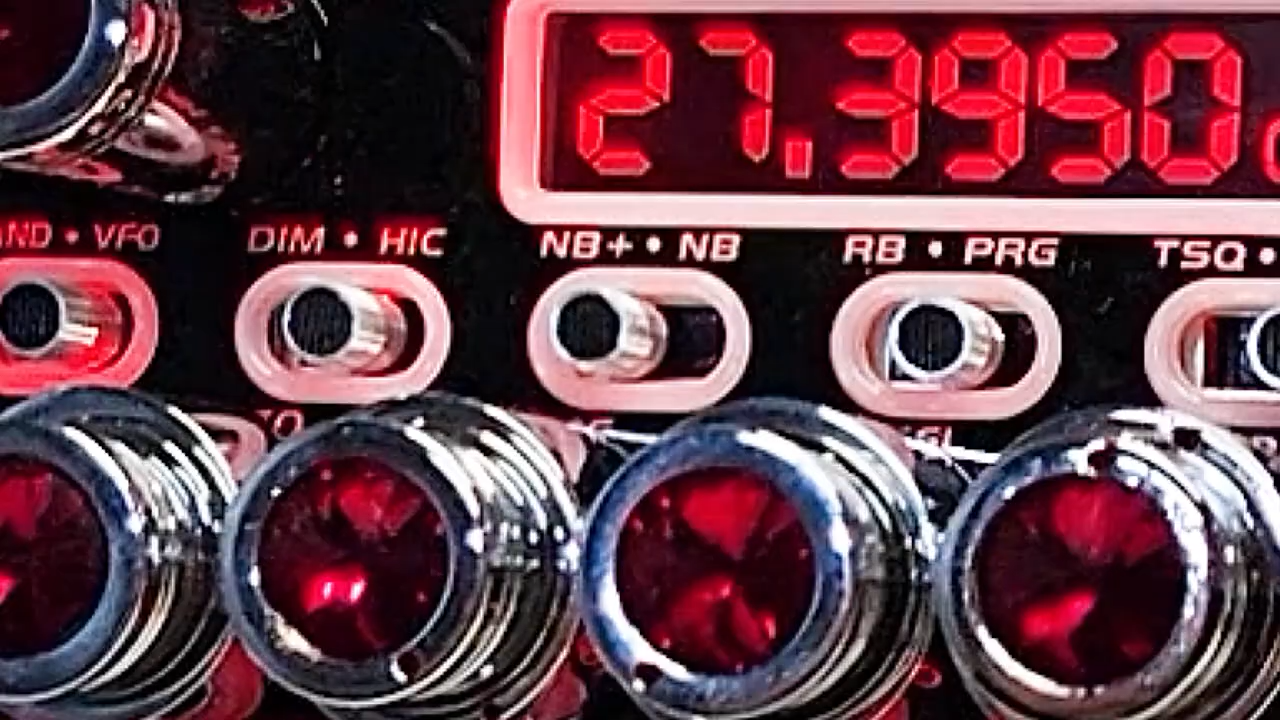 27.3950
AND • VFO DIM • HIC NB+ • NB RB • PRG TSQ •